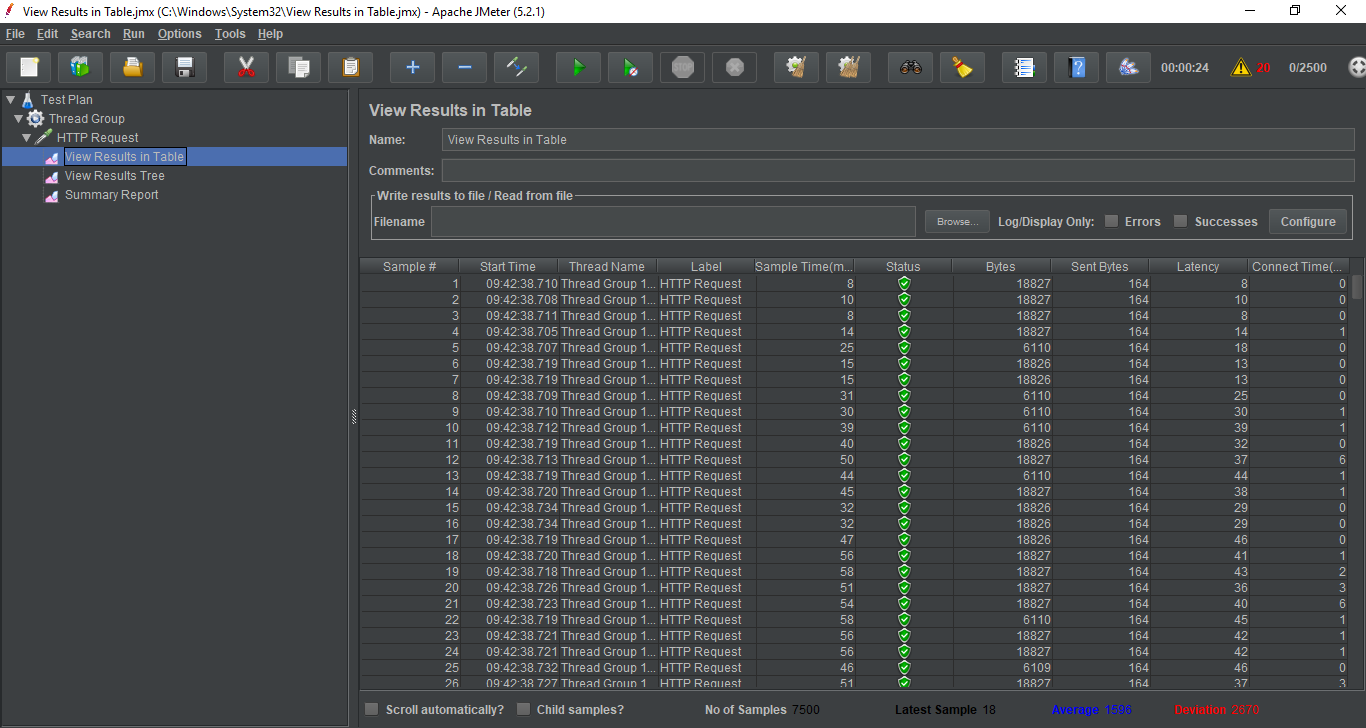 View Results in Table.jmx (C:\Windows\System32\View Results in Table.jmx) - Apache JMeter (5.2.1)
File Edit Search Run Options Tools Help
STOP 00:00:24 20 0/2500
Test Plan
Thread Group
HTTP Request
View Results in Table
View Results Tree
Summary Report
View Results in Table
Name: View Results in Table
Comments:
Write results to file / Read from file
Filename Browse... Log/Display Only: Errors Successes Configure
Sample # Start Time Thread Name Label Sample Time(m... Status Bytes Sent Bytes Latency Connect Time(...
1 09:42:38.710 Thread Group 1... HTTP Request 8 18827 164 8 0
2 09:42:38.708 Thread Group 1... HTTP Request 10 18827 164 10 0
3 09:42:38.711 Thread Group 1... HTTP Request 8 18827 164 8 0
4 09:42:38.705 Thread Group 1... HTTP Request 14 18827 164 14 1
5 09:42:38.707 Thread Group 1... HTTP Request 25 6110 164 18 0
6 09:42:38.719 Thread Group 1... HTTP Request 15 18826 164 13 0
7 09:42:38.719 Thread Group 1... HTTP Request 15 18826 164 13 0
8 09:42:38.709 Thread Group 1... HTTP Request 31 6110 164 25 0
9 09:42:38.710 Thread Group 1... HTTP Request 30 6110 164 30 1
10 09:42:38.712 Thread Group 1... HTTP Request 39 6110 164 39 1
11 09:42:38.719 Thread Group 1... HTTP Request 40 18826 164 32 0
12 09:42:38.713 Thread Group 1... HTTP Request 50 18827 164 37 6
13 09:42:38.719 Thread Group 1... HTTP Request 44 6110 164 44 1
14 09:42:38.720 Thread Group 1... HTTP Request 45 18827 164 38 1
15 09:42:38.734 Thread Group 1... HTTP Request 32 18826 164 29 0
16 09:42:38.734 Thread Group 1... HTTP Request 32 18826 164 29 0
17 09:42:38.719 Thread Group 1... HTTP Request 47 18826 164 46 0
18 09:42:38.720 Thread Group 1... HTTP Request 56 18827 164 41 1
19 09:42:38.718 Thread Group 1... HTTP Request 58 18827 164 43 2
20 09:42:38.726 Thread Group 1... HTTP Request 51 18827 164 36 3
21 09:42:38.723 Thread Group 1... HTTP Request 54 18827 164 40 6
22 09:42:38.719 Thread Group 1... HTTP Request 58 6110 164 45 1
23 09:42:38.721 Thread Group 1... HTTP Request 56 18827 164 42 1
24 09:42:38.721 Thread Group 1... HTTP Request 56 18827 164 42 1
25 09:42:38.732 Thread Group 1... HTTP Request 46 6109 164 46 0
26 09:42:38.727 Thread Group 1 HTTP Request 51 18827 164 37 3
Scroll automatically? Child samples? No of Samples 7500 Latest Sample 18 Average 1596 Deviation 2670